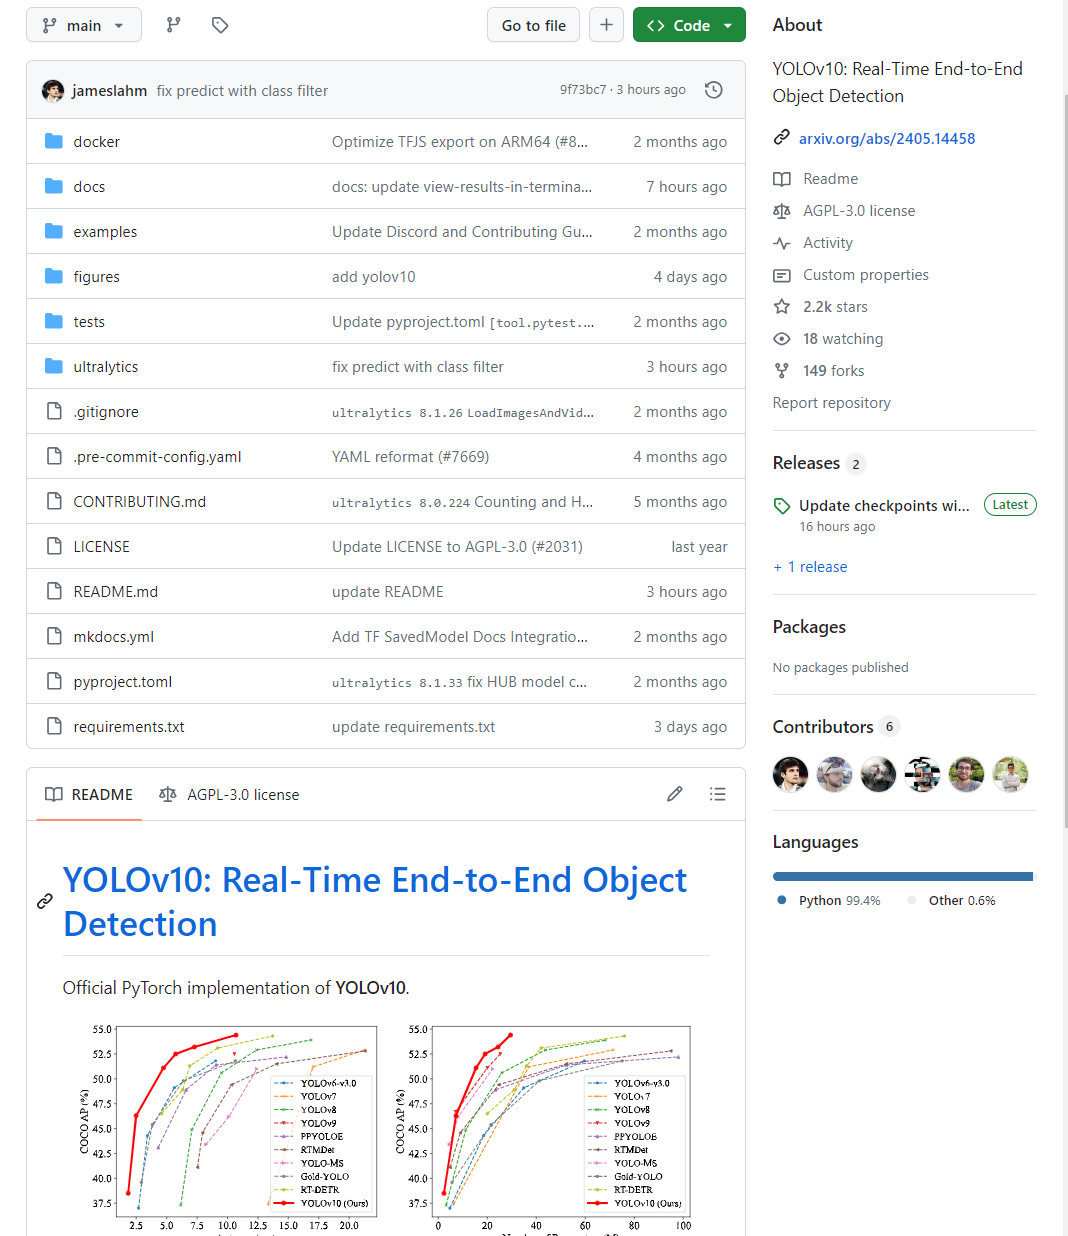 main
Go to file
Code
jameslahm fix predict with class filter 9f73bc7 · 3 hours ago
docker Optimize TFJS export on ARM64 (#8... 2 months ago
docs docs: update view-results-in-termina... 7 hours ago
examples Update Discord and Contributing Gu... 2 months ago
figures add yolov10 4 days ago
tests Update pyproject.toml [tool.pytest.... 2 months ago
ultralytics fix predict with class filter 3 hours ago
.gitignore ultralytics 8.1.26 LoadImagesAndVid... 2 months ago
.pre-commit-config.yaml YAML reformat (#7669) 4 months ago
CONTRIBUTING.md ultralytics 8.0.224 Counting and H... 5 months ago
LICENSE Update LICENSE to AGPL-3.0 (#2031) last year
README.md update README 3 hours ago
mkdocs.yml Add TF SavedModel Docs Integratio... 2 months ago
pyproject.toml ultralytics 8.1.33 fix HUB model c... 2 months ago
requirements.txt update requirements.txt 3 days ago
README AGPL-3.0 license
YOLOv10: Real-Time End-to-End Object
Detection
Official PyTorch implementation of YOLOv10.
COCO AP (%)
55.0
52.5
50.0
47.5
45.0
42.5
40.0
37.5
YOLOv6-v3.0
YOLOv7
YOLOv8
YOLOv9
PPYOLOE
RTMDet
YOLO-MS
Gold-YOLO
RT-DETR
YOLOv10 (Ours)
2.5 5.0 7.5 10.0 12.5 15.0 17.5 20.0
COCO AP (%)
55.0
52.5
50.0
47.5
45.0
42.5
40.0
37.5
YOLOv6-v3.0
YOLOv7
YOLOv8
YOLOv9
PPYOLOE
RTMDet
YOLO-MS
Gold-YOLO
RT-DETR
YOLOv10 (Ours)
0 20 40 60 80 100
About
YOLOv10: Real-Time End-to-End
Object Detection
arxiv.org/abs/2405.14458
Readme
AGPL-3.0 license
Activity
Custom properties
2.2k stars
18 watching
149 forks
Report repository
Releases 2
Update checkpoints wi... Latest
16 hours ago
+ 1 release
Packages
No packages published
Contributors 6
Languages
Python 99.4% Other 0.6%